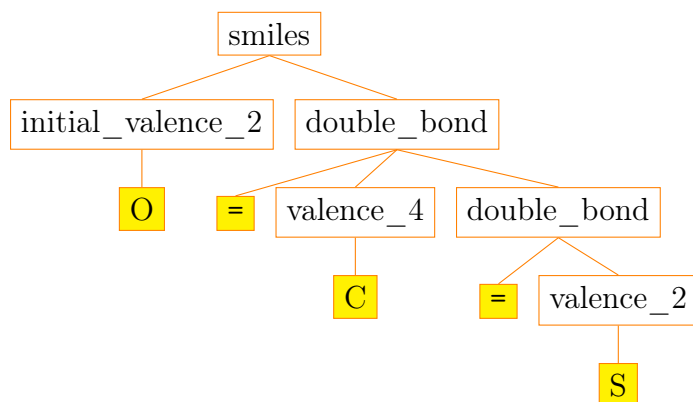 smiles
initial_valence_2 double_bond
O = valence_4 double_bond
C = valence_2
S